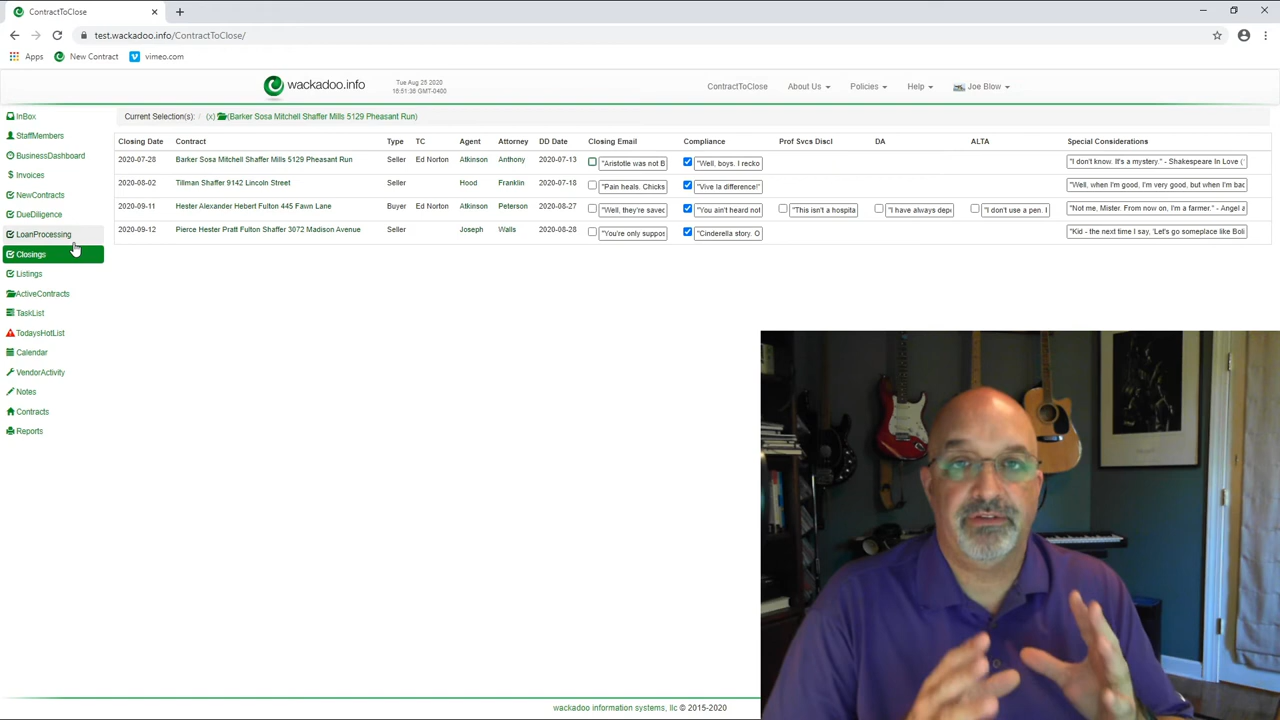 ContractToClose
test.wackadoo.info/ContractToClose/
Apps New Contract vimeo.com
wackadoo.info Tue Aug 25 2020 ContractToClose About Us Policies Help Joe Blow
16:51:36 GMT-0400
Current Selection(s): / (x) (Barker Sosa Mitchell Shaffer Mills 5129 Pheasant Run)
InBox
StaffMembers
BusinessDashboard
Invoices
NewContracts
DueDiligence
LoanProcessing
Closings
Listings
ActiveContracts
TaskList
TodaysHotList
Calendar
VendorActivity
Notes
Contracts
Reports
Closing Date Contract Type TC Agent Attorney DD Date Closing Email Compliance Prof Svcs Discl DA ALTA Special Considerations
2020-07-28 Barker Sosa Mitchell Shaffer Mills 5129 Pheasant Run Seller Ed Norton Atkinson Anthony 2020-07-13 "Aristotle was not B "Well, boys. I recko "I don't know. It's a mystery." - Shakespeare In Love (
2020-08-02 Tillman Shaffer 9142 Lincoln Street Seller Hood Franklin 2020-07-18 "Pain heals. Chicks "Vive la difference!" "Well, when I'm good, I'm very good, but when I'm bad
2020-09-11 Hester Alexander Hebert Fulton 445 Fawn Lane Buyer Ed Norton Atkinson Peterson 2020-08-27 "Well, they're saved "You ain't heard not "This isn't a hospita "I have always depe "I don't use a pen. I "Not me, Mister. From now on, I'm a farmer." - Angel a
2020-09-12 Pierce Hester Pratt Fulton Shaffer 3072 Madison Avenue Seller Joseph Walls 2020-08-28 "You're only suppos "Cinderella story. O "Kid - the next time I say, 'Let's go someplace like Boli
wackadoo information systems, llc © 2015-2020